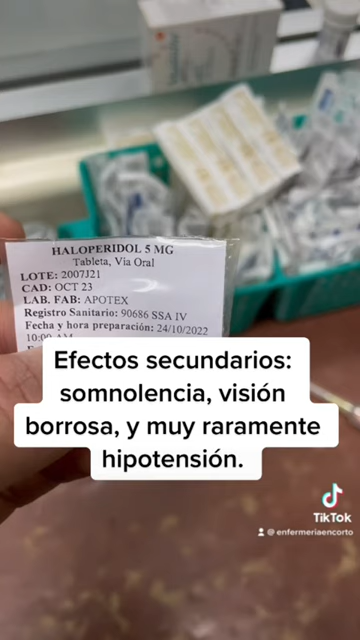 HALOPERIDOL 5 MG
Tableta, Via Oral
LOTE: 2007J21
CAD: OCT 23
LAB. FAB: APOTEX
Registro Sanitario: 90686 SSA IV
Fecha y hora preparación: 24/10/2022
10:00 AM
Efectos secundarios:
somnolencia, visión
borrosa, y muy raramente
hipotensión.
TikTok
@enfermeriaencorto